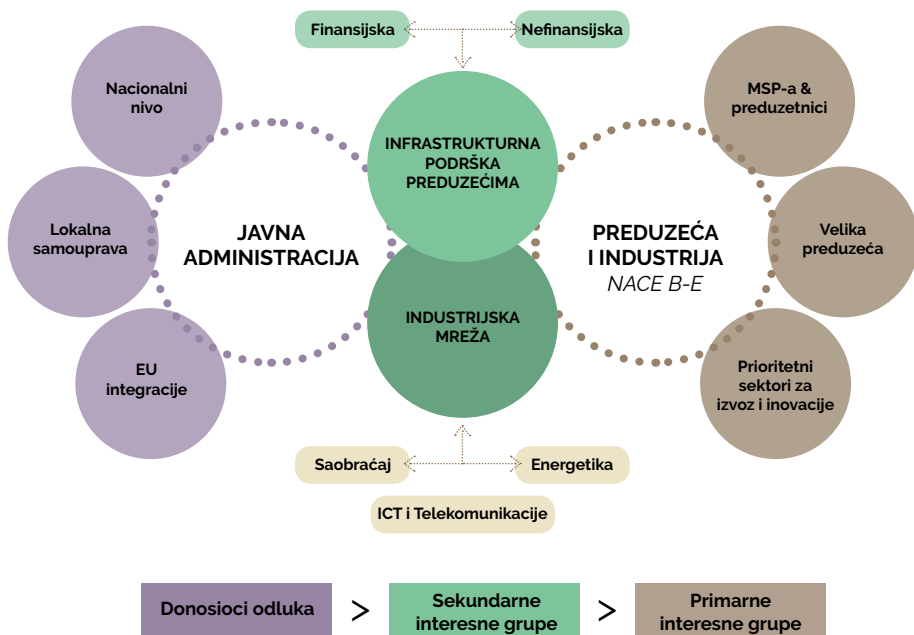 Finansijska
Nefinansijska
Nacionalni
nivo
Lokalna
samouprava
EU
integracije
JAVNA
ADMINISTRACIJA
INFRASTRUKTURNA
PODRŠKA
PREDUZEĆIMA
INDUSTRIJSKA
MREŽA
PREDUZEĆA
I INDUSTRIJA
NACE B-E
MSP-a &
preduzetnici
Velika
preduzeća
Prioritetni
sektori za
izvoz i inovacije
Saobraćaj
Energetika
ICT i Telekomunikacije
Donosioci odluka
>
Sekundarne
interesne grupe
>
Primarne
interesne grupe